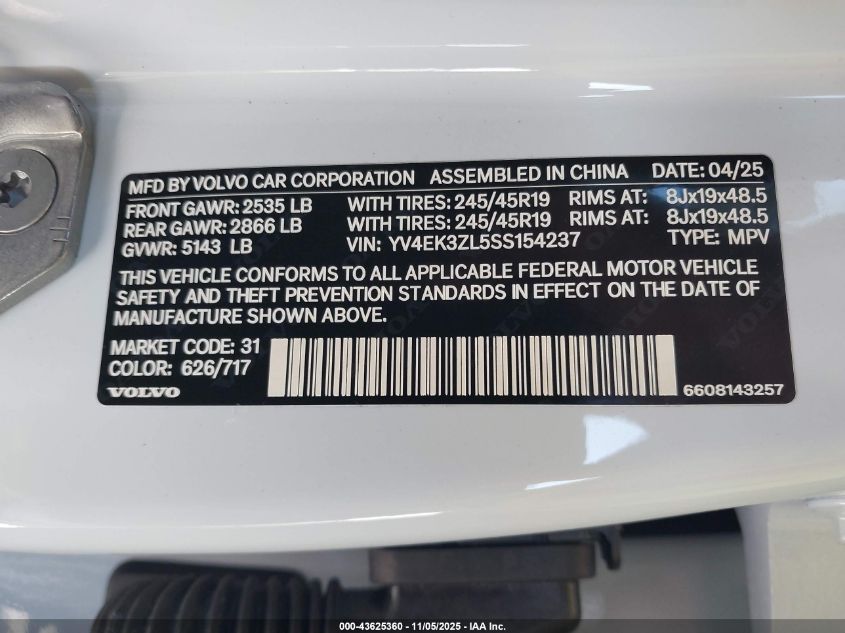 MFD BY VOLVO CAR CORPORATION ASSEMBLED IN CHINA DATE: 04/25
FRONT GAWR: 2535 LB WITH TIRES: 245/45R19 RIMS AT: 8Jx19x48.5
REAR GAWR: 2866 LB WITH TIRES: 245/45R19 RIMS AT: 8Jx19x48.5
GVWR: 5143 LB VIN: YV4EK3ZL5SS154237 TYPE: MPV
THIS VEHICLE CONFORMS TO ALL APPLICABLE FEDERAL MOTOR VEHICLE
SAFETY AND THEFT PREVENTION STANDARDS IN EFFECT ON THE DATE OF
MANUFACTURE SHOWN ABOVE.
MARKET CODE: 31
COLOR: 626/717
VOLVO 6608143257
000-43625360 - 11/05/2025 - IAA Inc.